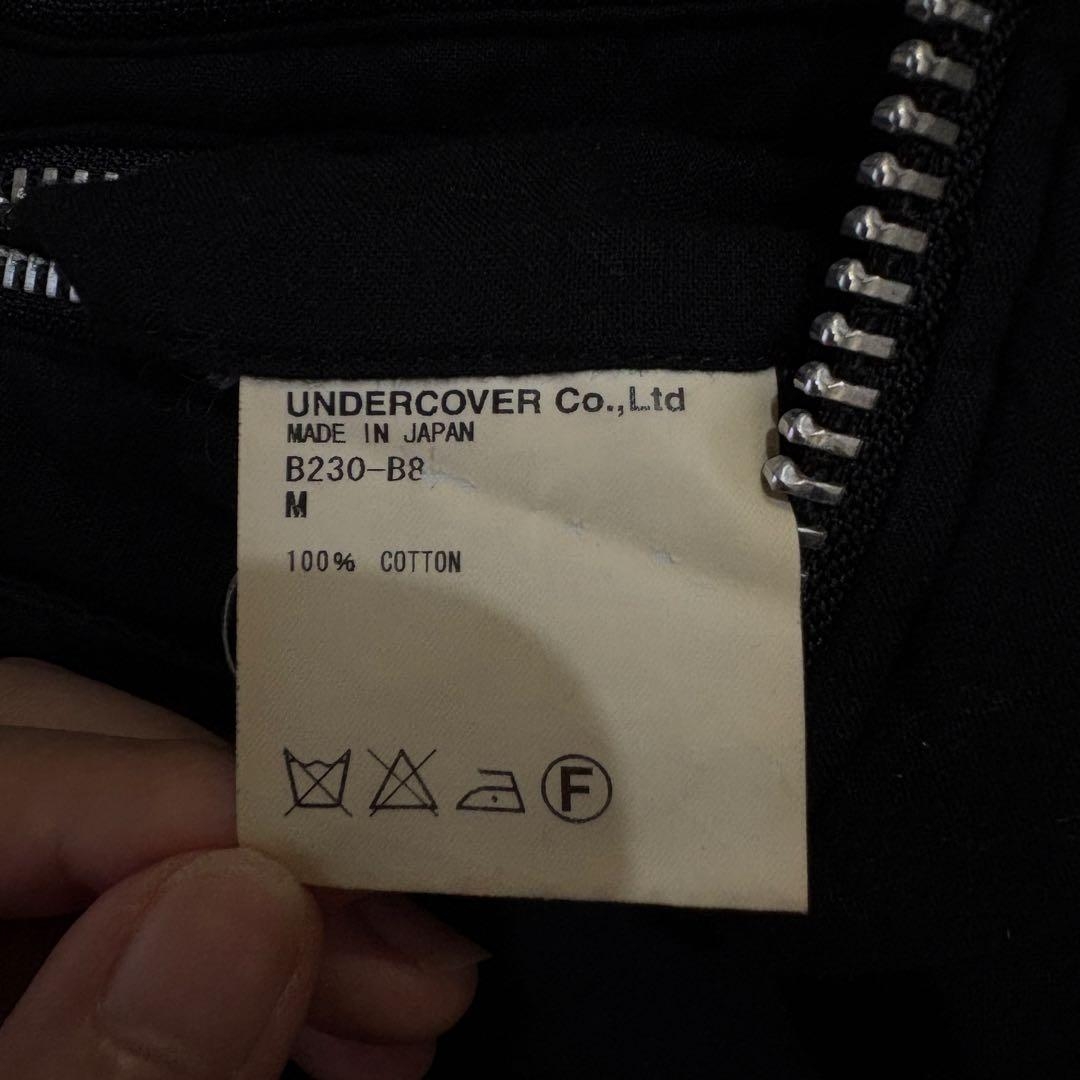 UNDERCOVER Co.,Ltd
MADE IN JAPAN
B230-B8
M
100% COTTON
F